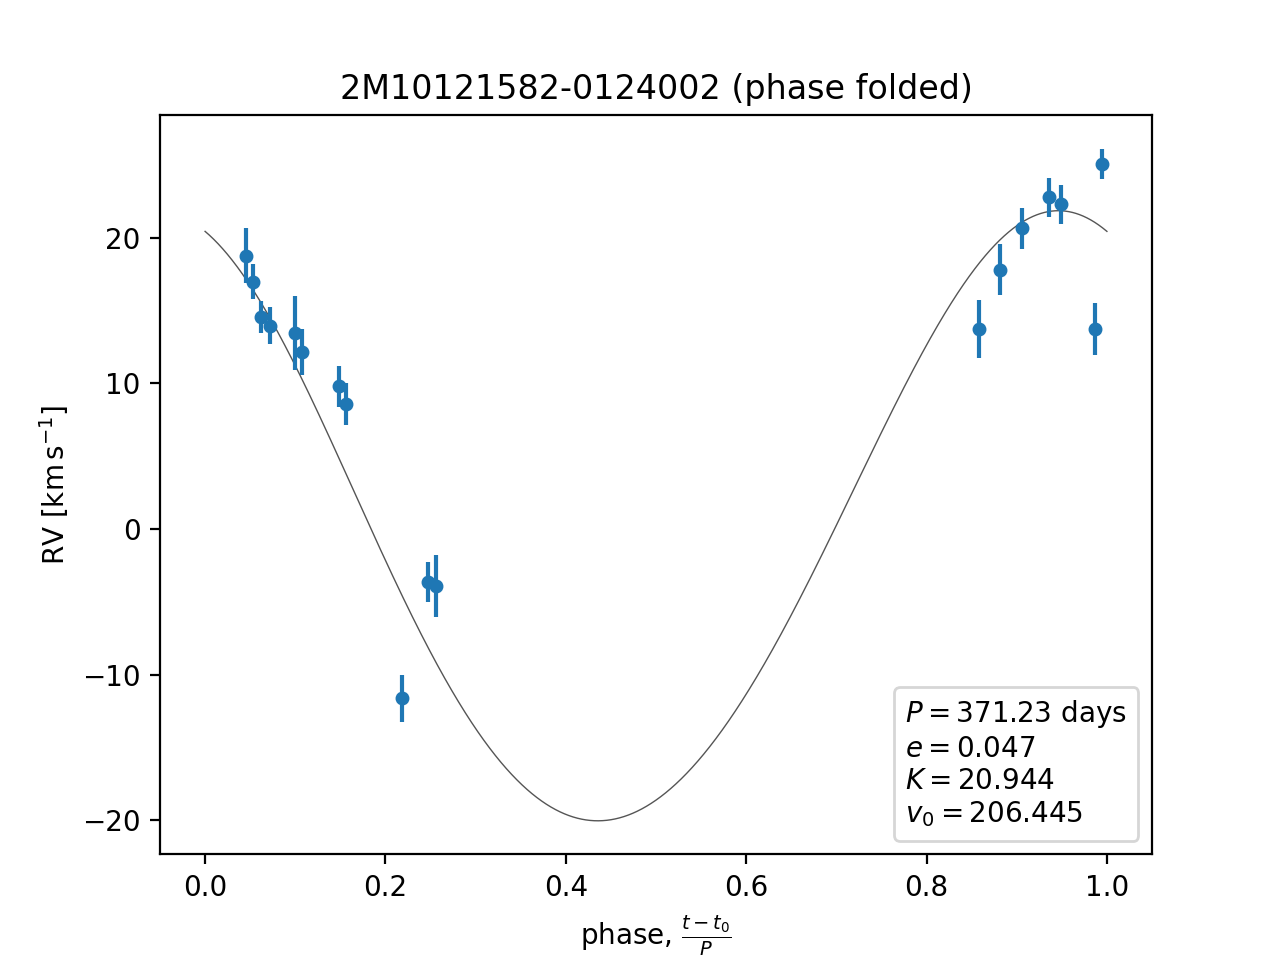 2M10121582-0124002 (phase folded)
RV [km s⁻¹]
20
10
0
−10
−20
P = 371.23 days
e = 0.047
K = 20.944
v₀ = 206.445
0.0 0.2 0.4 0.6 0.8 1.0
phase, (t − t₀)/P